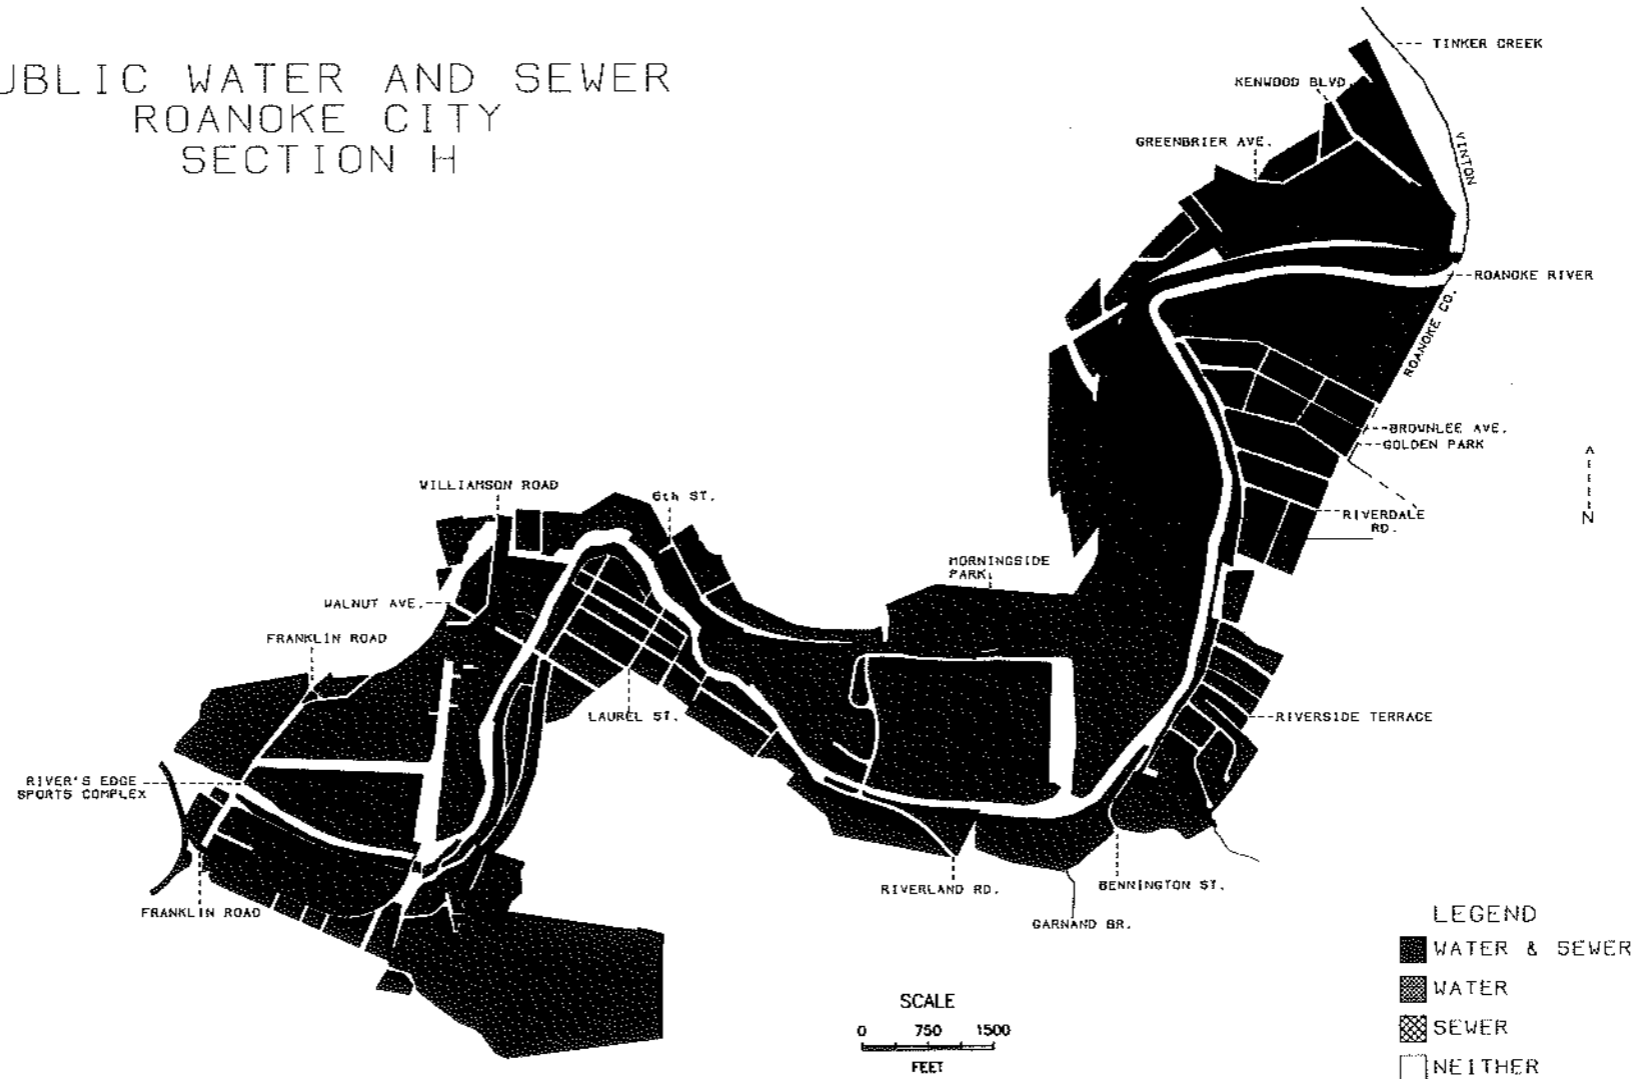 UBLIC WATER AND SEWER
ROANOKE CITY
SECTION H
TINKER CREEK
KENWOOD BLVD.
GREENBRIER AVE.
VINTON
ROANOKE RIVER
ROANOKE CO.
BROWNLEE AVE.
GOLDEN PARK
WILLIAMSON ROAD
6th ST.
RIVERDALE
RD.
N
MORNINGSIDE
PARK
WALNUT AVE.
FRANKLIN ROAD
LAUREL ST.
RIVERSIDE TERRACE
RIVER'S EDGE
SPORTS COMPLEX
FRANKLIN ROAD
RIVERLAND RD.
BENNINGTON ST.
GARNAND BR.
LEGEND
WATER & SEWER
WATER
SEWER
NEITHER
SCALE
0 750 1500
FEET